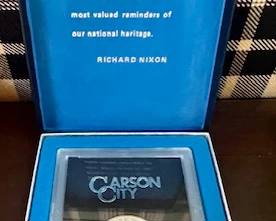 most valued reminders of
our national heritage.
RICHARD NIXON
CARSON
CITY